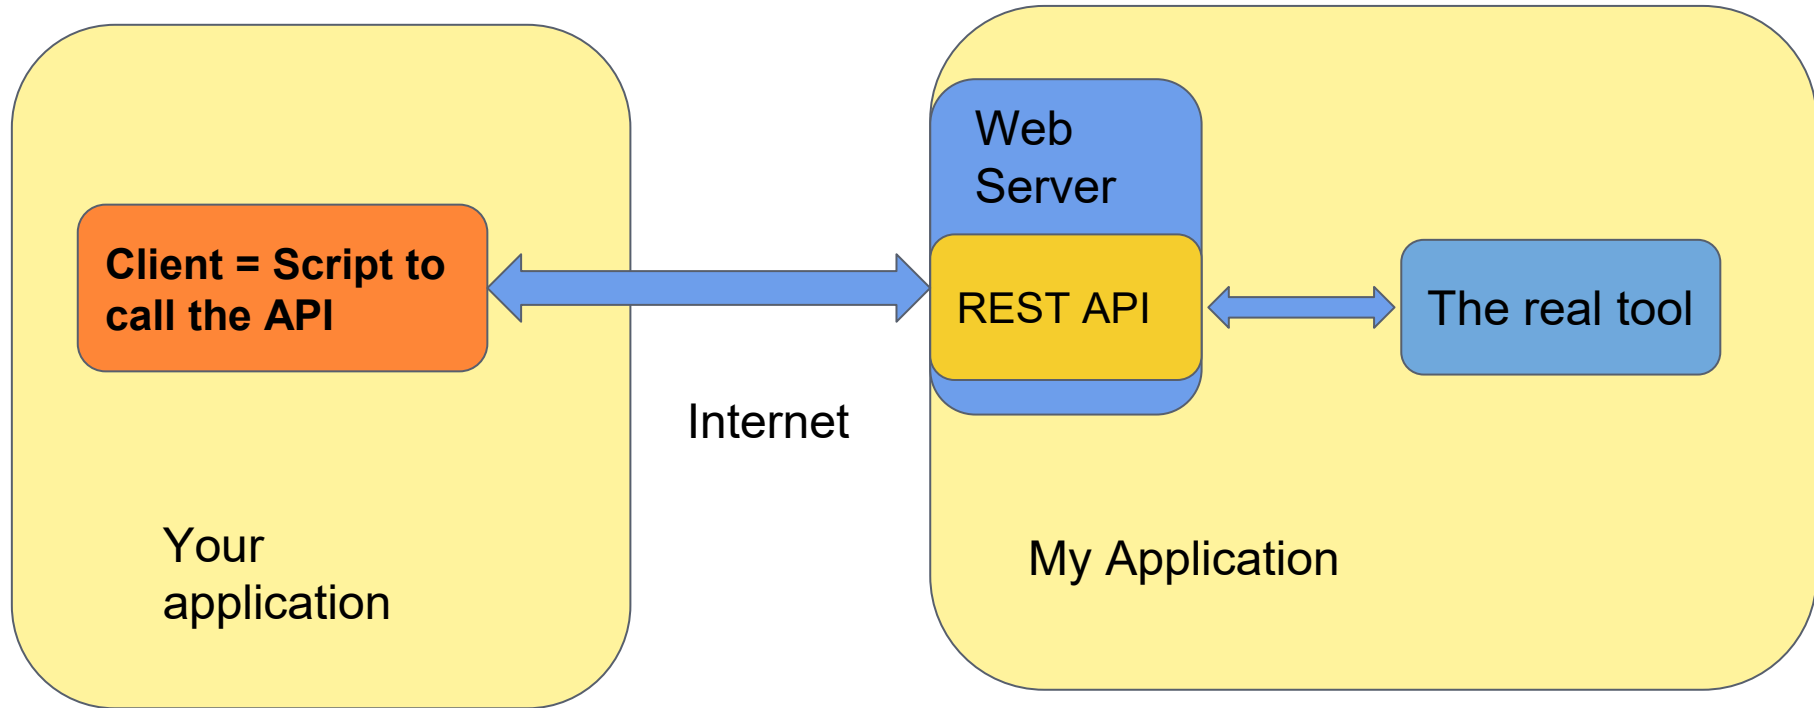 Client = Script to
call the API
Your
application
Internet
Web
Server
REST API
The real tool
My Application